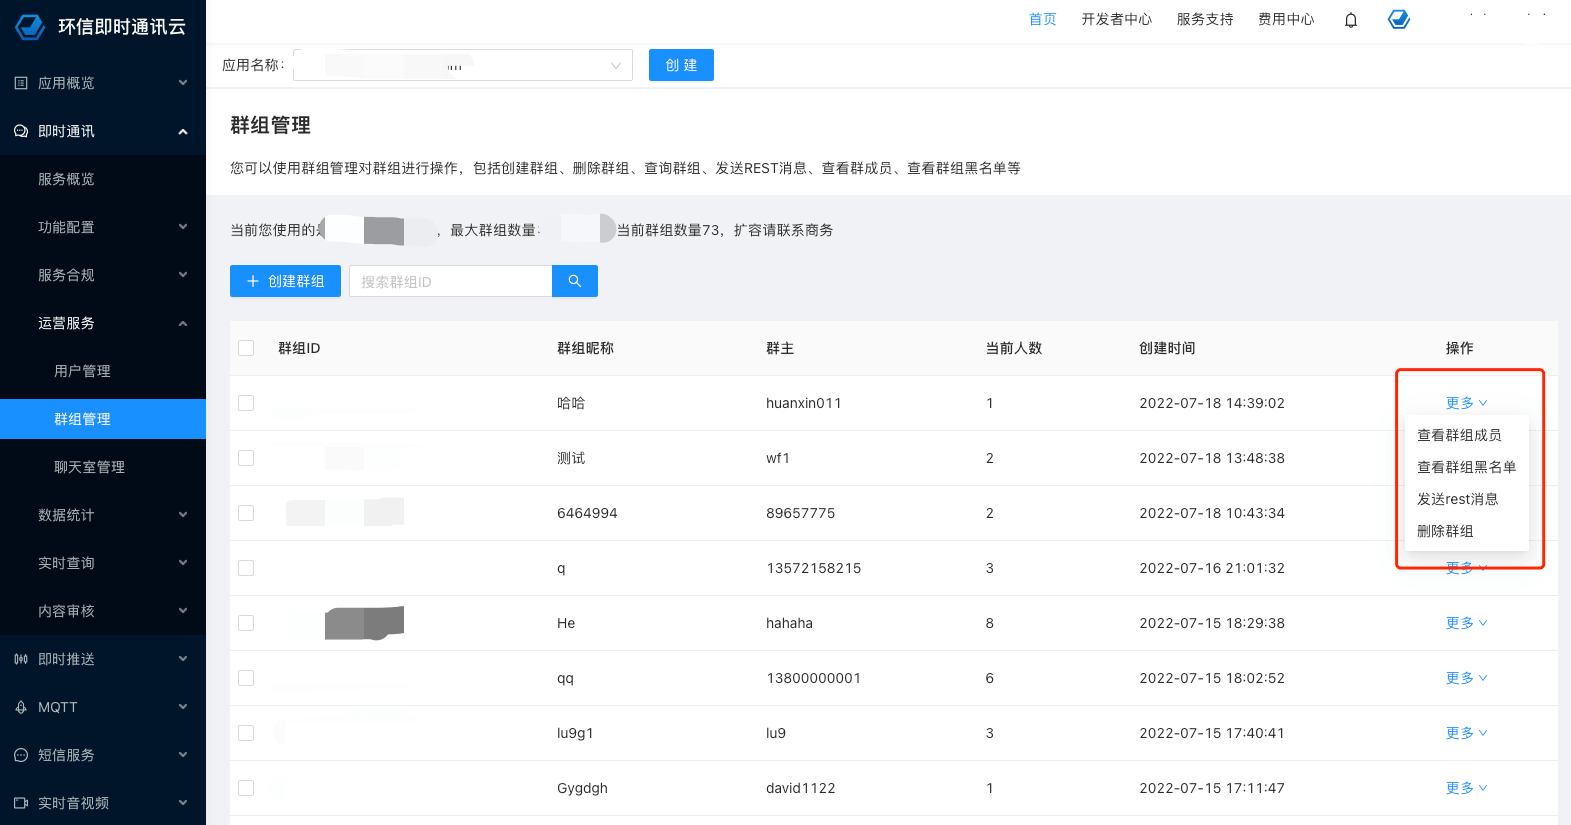 环信即时通讯云
首页 开发者中心 服务支持 费用中心
应用名称：
创 建
应用概览
即时通讯
服务概览
功能配置
服务合规
运营服务
用户管理
群组管理
聊天室管理
数据统计
实时查询
内容审核
即时推送
MQTT
短信服务
实时音视频
群组管理
您可以使用群组管理对群组进行操作，包括创建群组、删除群组、查询群组、发送REST消息、查看群成员、查看群组黑名单等
当前您使用的是 ，最大群组数量 当前群组数量73，扩容请联系商务
+ 创建群组 搜索群组ID
群组ID 群组昵称 群主 当前人数 创建时间 操作
哈哈 huanxin011 1 2022-07-18 14:39:02 更多
测试 wf1 2 2022-07-18 13:48:38
6464994 89657775 2 2022-07-18 10:43:34
q 13572158215 3 2022-07-16 21:01:32 更多
He hahaha 8 2022-07-15 18:29:38 更多
qq 13800000001 6 2022-07-15 18:02:52 更多
lu9g1 lu9 3 2022-07-15 17:40:41 更多
Gygdgh david1122 1 2022-07-15 17:11:47 更多
查看群组成员
查看群组黑名单
发送rest消息
删除群组